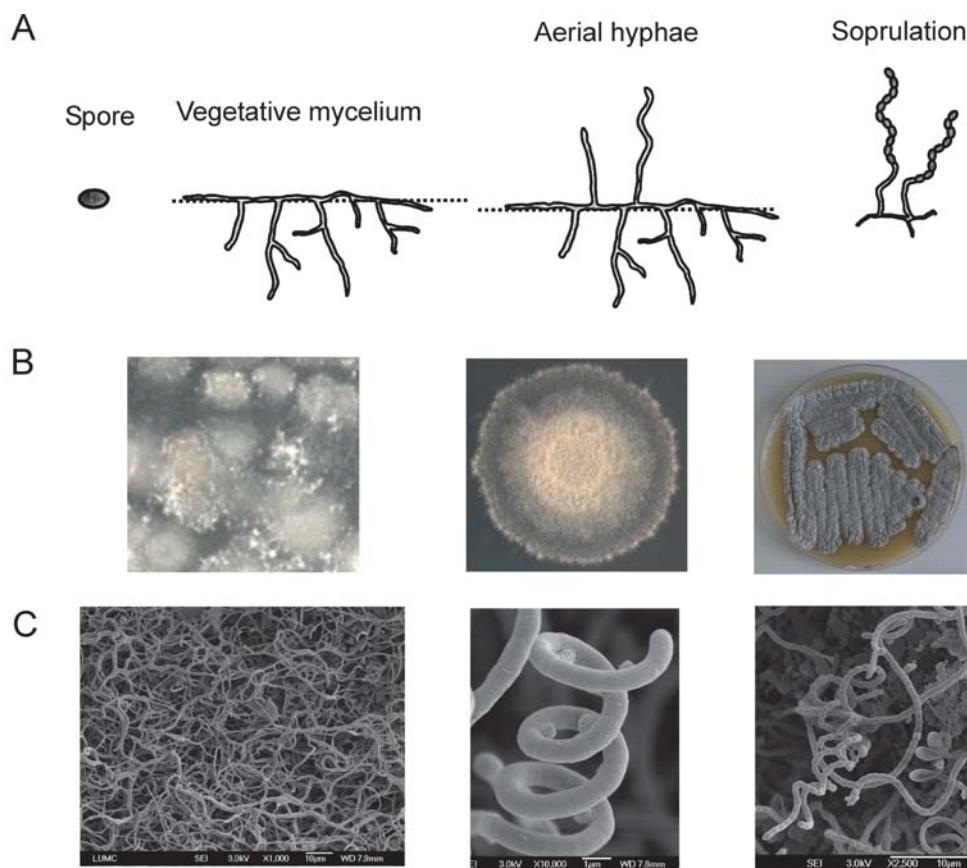 A
Aerial hyphae
Soprulation
Spore
Vegetative mycelium
B
C
LUMC SEI 3.0kV X1,000 10μm WD 7.9mm
EI 3.0kV X10,000 1μm WD 7.8mm
SEI 3.0kV X2,500 10μm